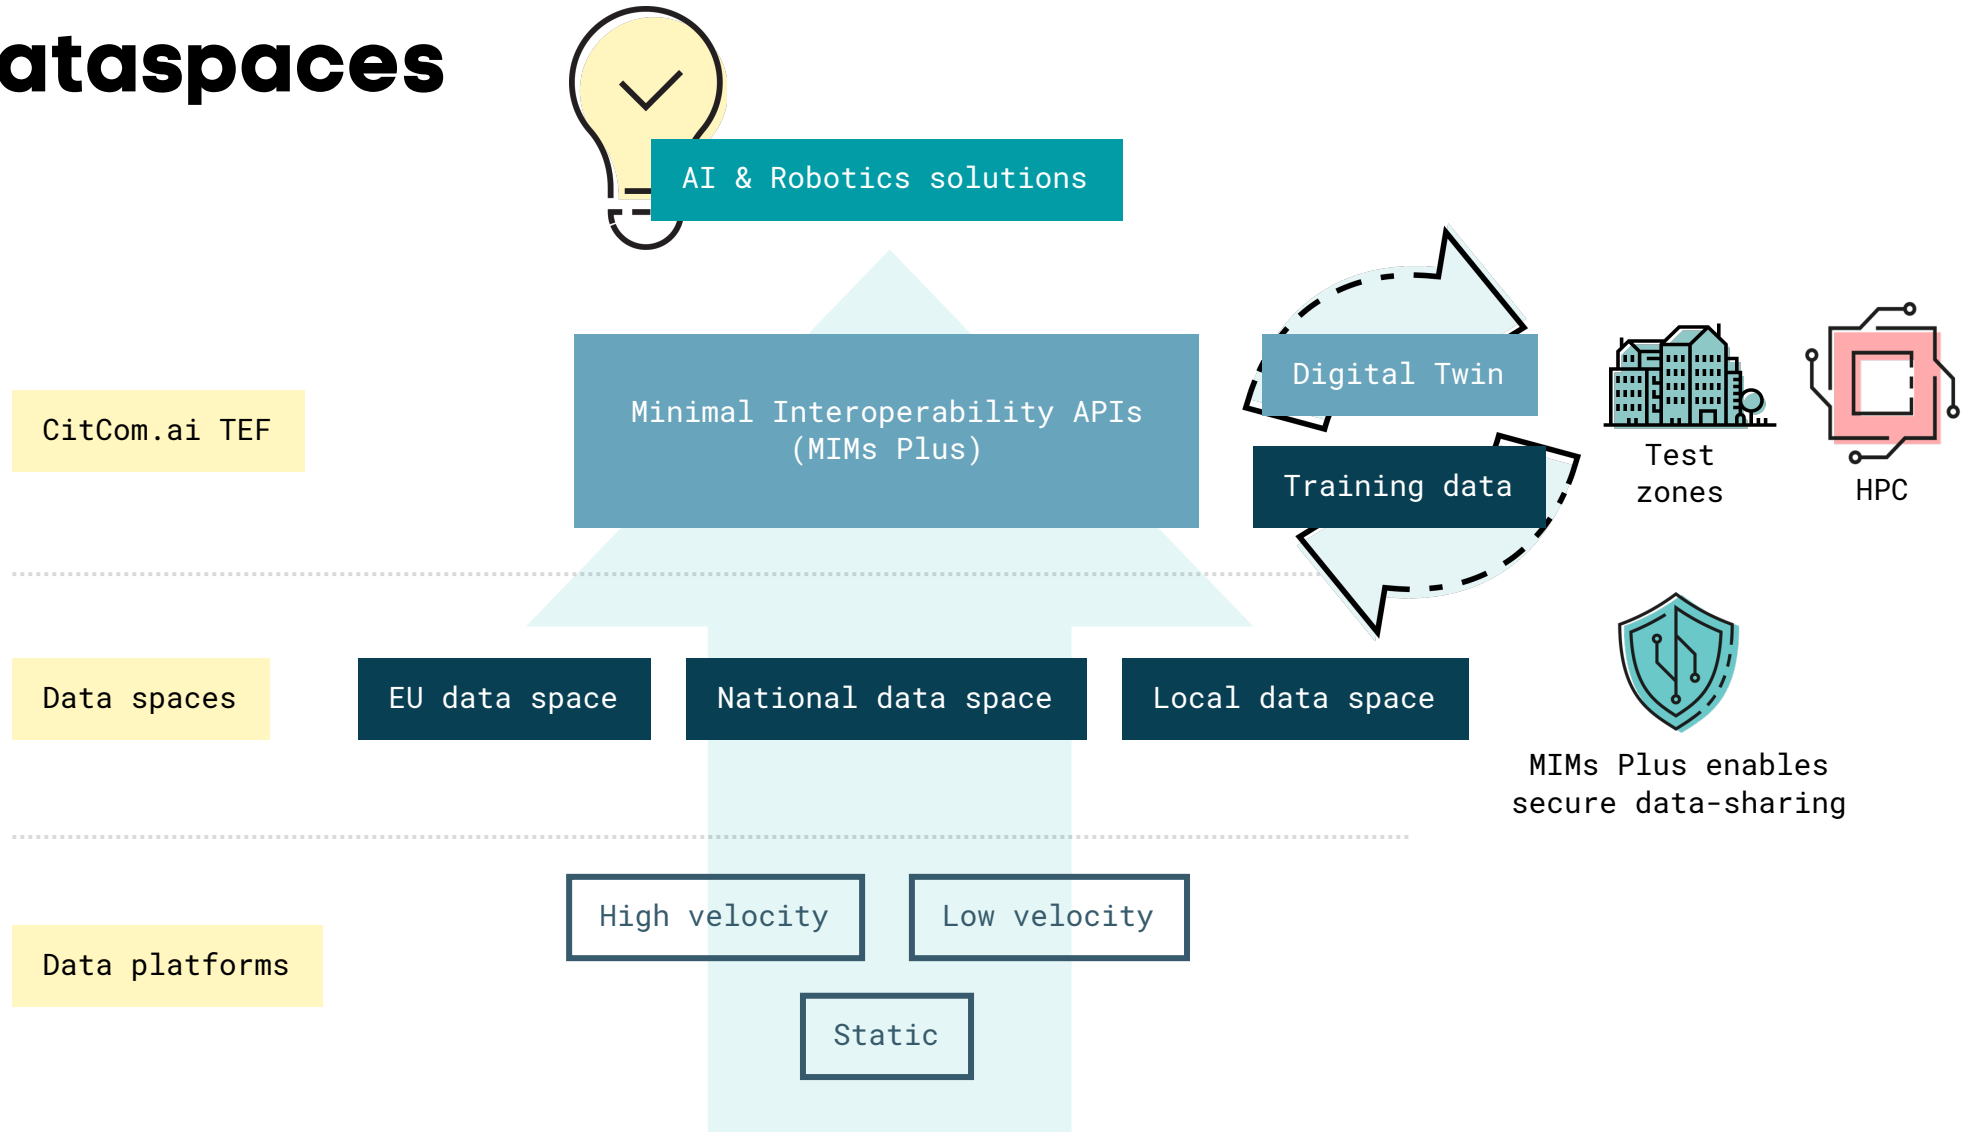 ataspaces
AI & Robotics solutions
CitCom.ai TEF
Minimal Interoperability APIs
(MIMs Plus)
Digital Twin
Training data
Test
zones
HPC
Data spaces
EU data space
National data space
Local data space
MIMs Plus enables
secure data-sharing
Data platforms
High velocity
Low velocity
Static